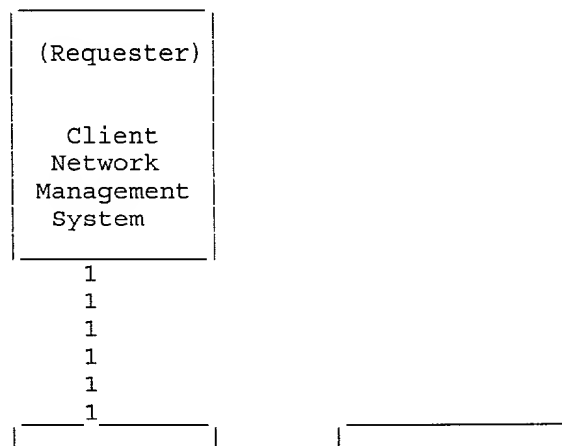 (Requester)
Client
Network
Management
System
1
1
1
1
1
1